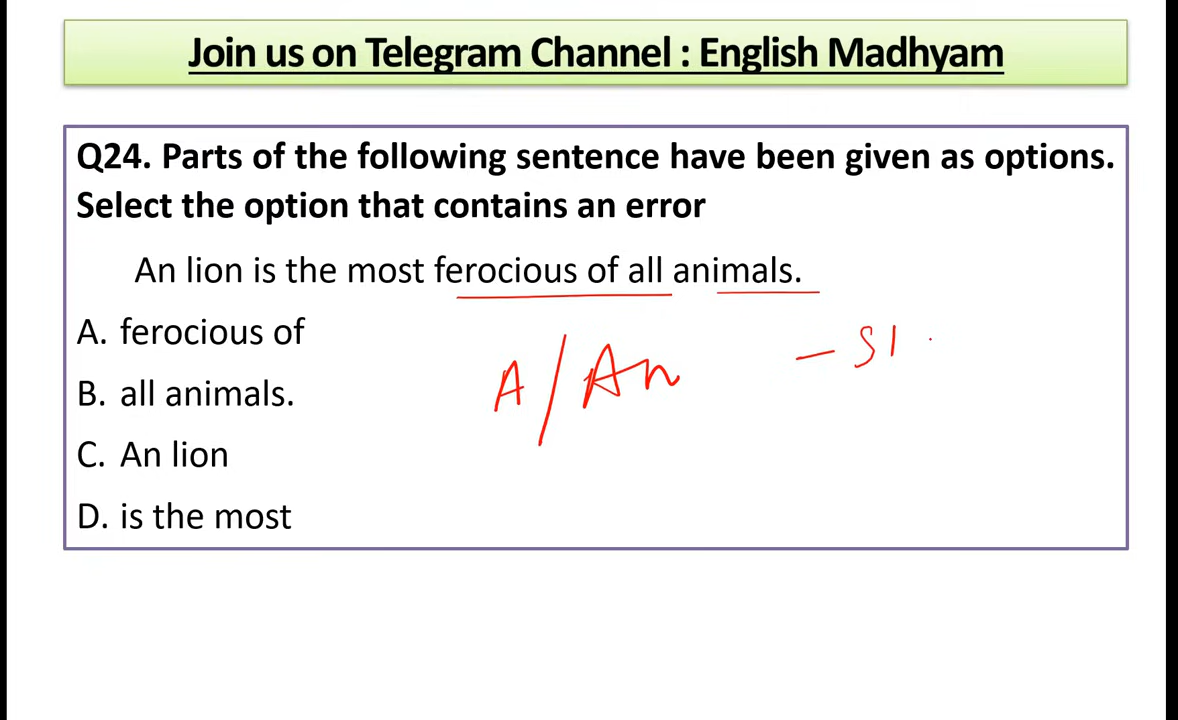 Join us on Telegram Channel : English Madhyam
Q24. Parts of the following sentence have been given as options.
Select the option that contains an error
An lion is the most ferocious of all animals.
A. ferocious of
B. all animals.
C. An lion
D. is the most
A/An